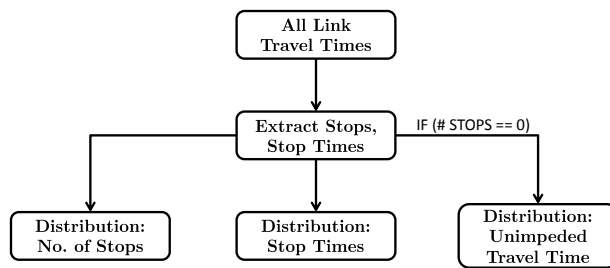 All Link
Travel Times
Extract Stops,
Stop Times
IF (# STOPS == 0)
Distribution:
No. of Stops
Distribution:
Stop Times
Distribution:
Unimpeded
Travel Time